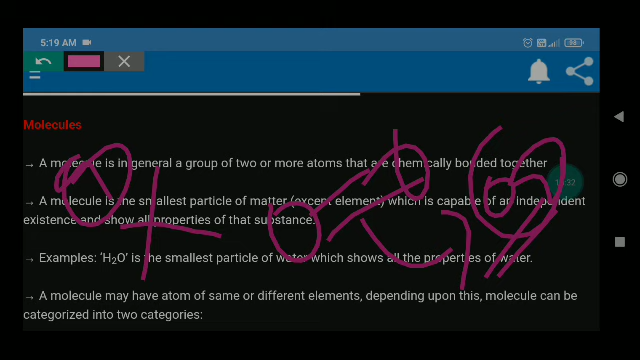 5:19 AM
99
Molecules
→ A molecule is in general a group of two or more atoms that are chemically bonded together
→ A molecule is the smallest particle of matter (except element) which is capable of an independent
existence and show all properties of that substance.
→ Examples: ‘H₂O’ is the smallest particle of water which shows all the properties of water.
→ A molecule may have atom of same or different elements, depending upon this, molecule can be
categorized into two categories: